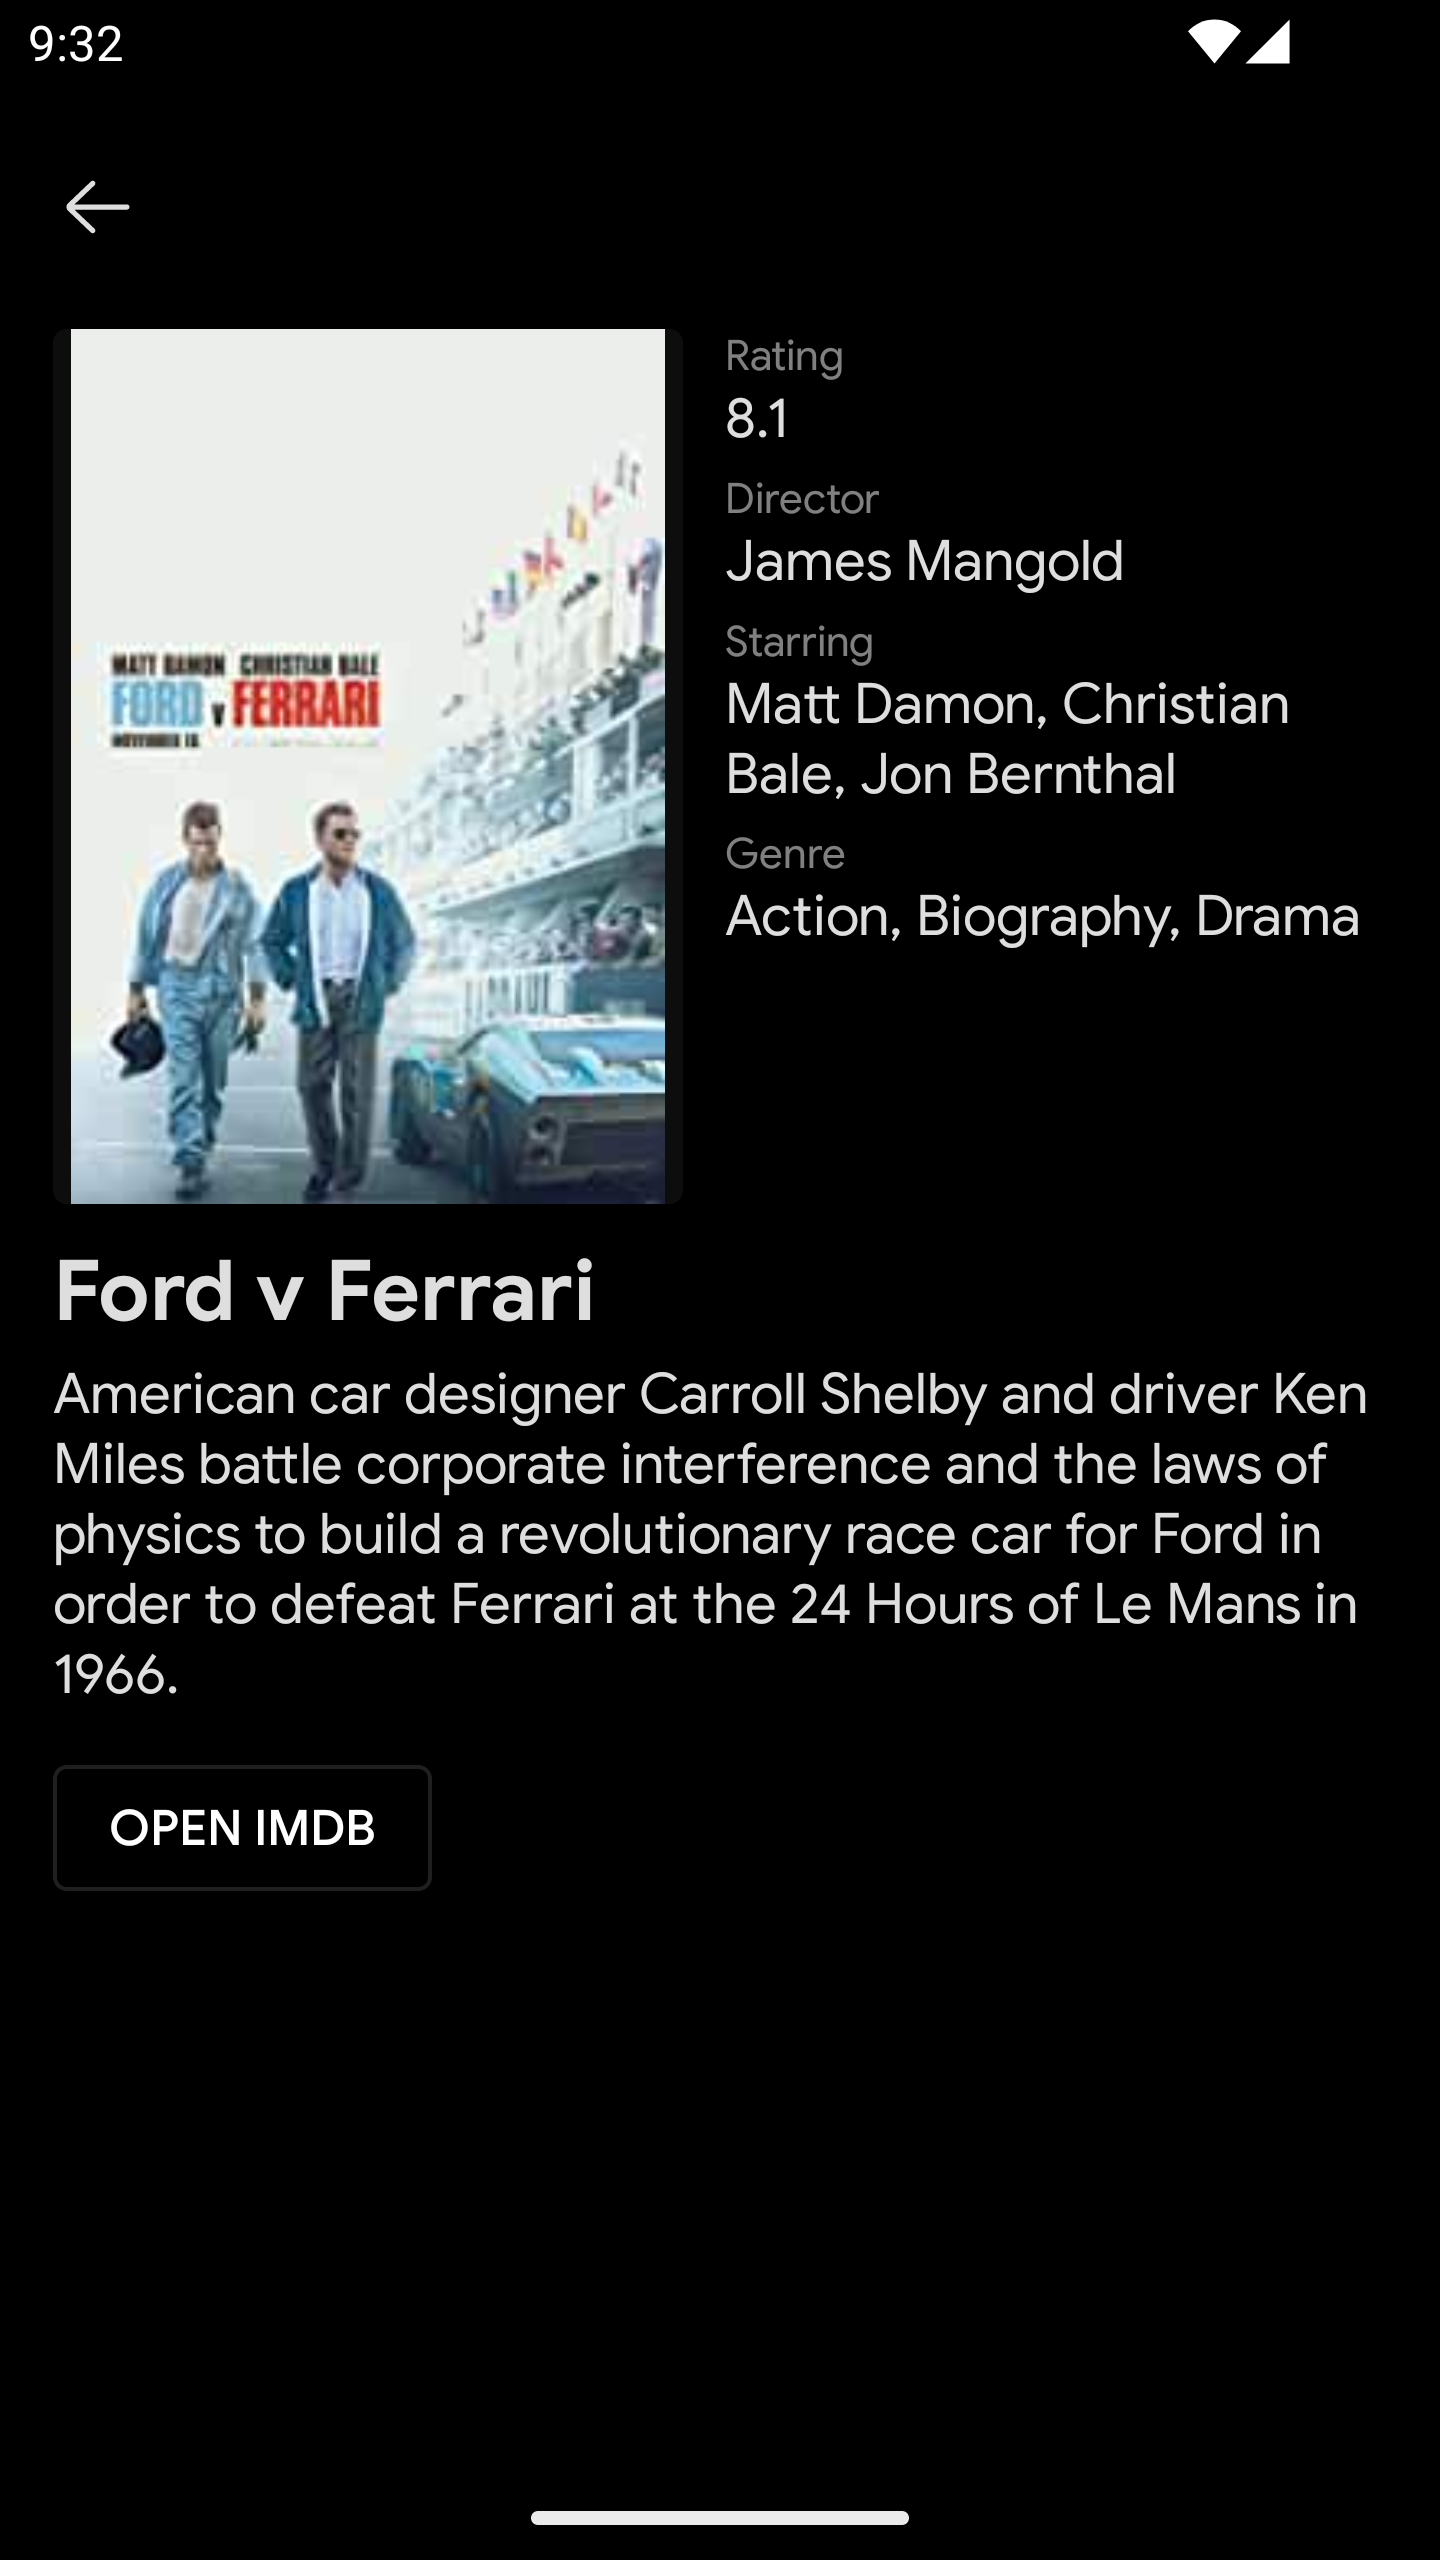 9:32
MATT DAMON CHRISTIAN BALE
FORD v FERRARI
NOVEMBER 15
Rating
8.1
Director
James Mangold
Starring
Matt Damon, Christian
Bale, Jon Bernthal
Genre
Action, Biography, Drama
Ford v Ferrari
American car designer Carroll Shelby and driver Ken
Miles battle corporate interference and the laws of
physics to build a revolutionary race car for Ford in
order to defeat Ferrari at the 24 Hours of Le Mans in
1966.
OPEN IMDB